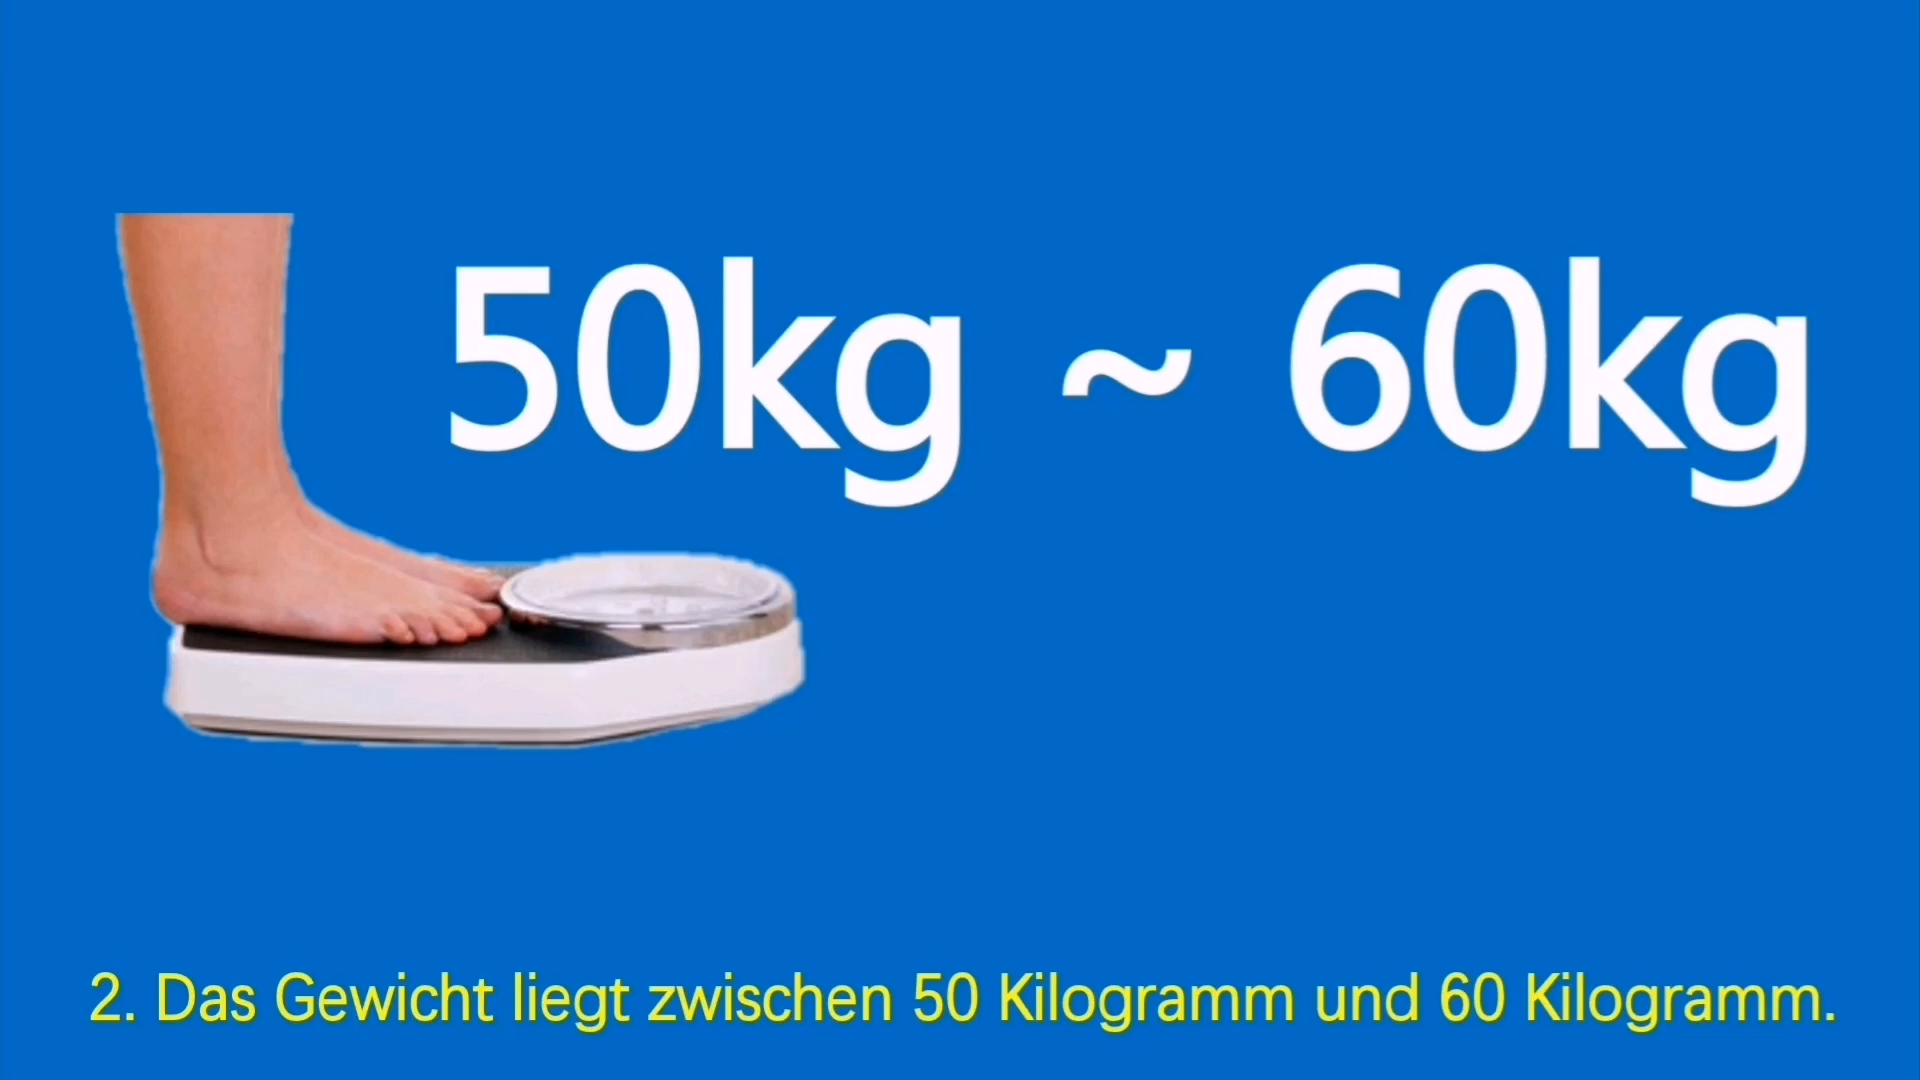 50kg ~ 60kg
2. Das Gewicht liegt zwischen 50 Kilogramm und 60 Kilogramm.